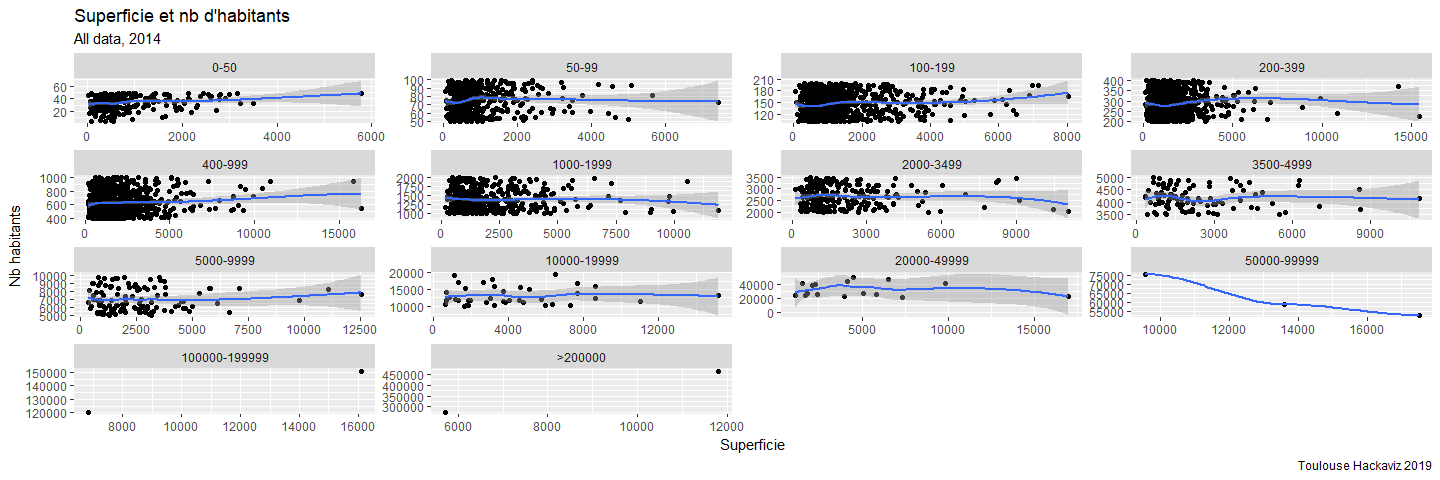 Superficie et nb d'habitants
All data, 2014
0-50 50-99 100-199 200-399
60 40 20 100 90 80 70 60 50 210 180 150 120 400 350 300 250 200
0 2000 4000 6000 0 2000 4000 6000 0 2000 4000 6000 8000 0 5000 10000 15000
400-999 1000-1999 2000-3499 3500-4999
1000 800 600 400 2000 1750 1500 1250 1000 3500 3000 2500 2000 5000 4500 4000 3500
0 5000 10000 15000 0 2500 5000 7500 10000 0 3000 6000 9000 0 3000 6000 9000
Nb habitants
5000-9999 10000-19999 20000-49999 50000-99999
10000 9000 8000 7000 6000 5000 20000 16000 13000 10000 40000 20000 0 75000 70000 65000 60000 55000
0 2500 5000 7500 10000 12500 0 4000 8000 12000 5000 10000 15000 10000 12000 14000 16000
100000-199999 >200000
150000 140000 130000 120000 450000 400000 350000 300000
8000 10000 12000 14000 16000 6000 8000 10000 12000
Superficie
Toulouse Hackaviz 2019